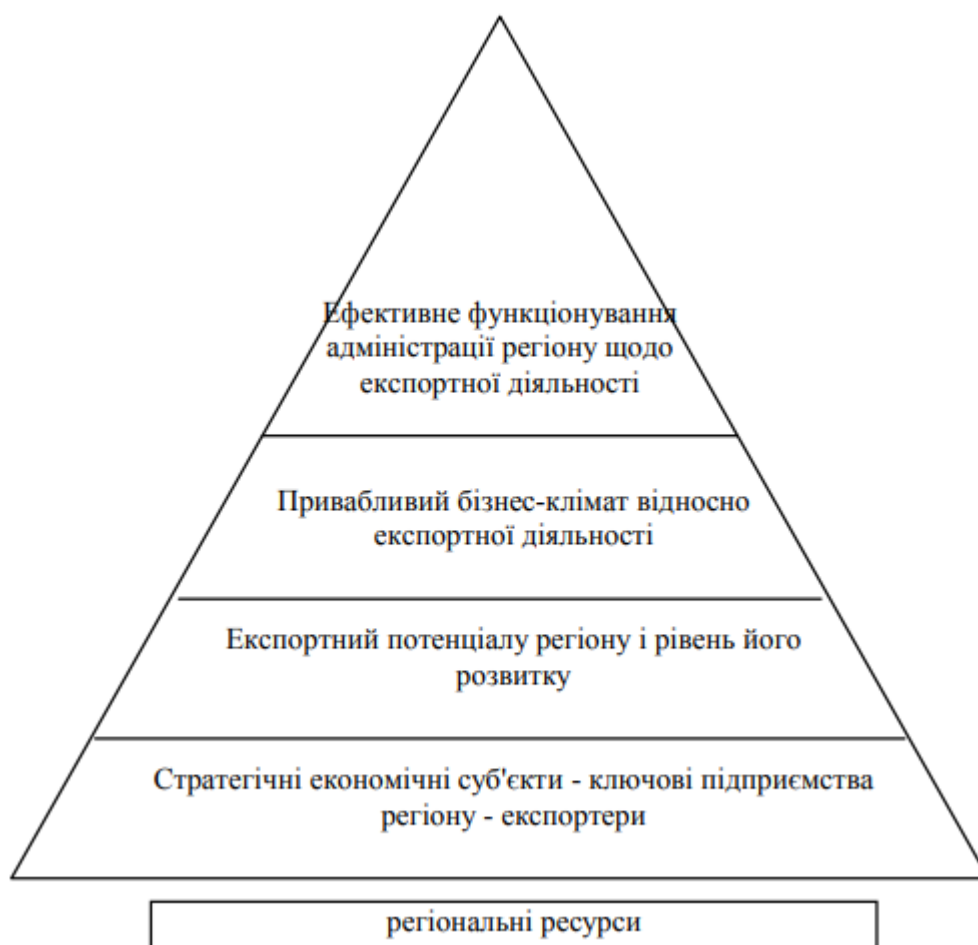 Ефективне функціонування
адміністрації регіону щодо
експортної діяльності
Привабливий бізнес-клімат відносно
експортної діяльності
Експортний потенціалу регіону і рівень його
розвитку
Стратегічні економічні суб'єкти - ключові підприємства
регіону - експортери
регіональні ресурси